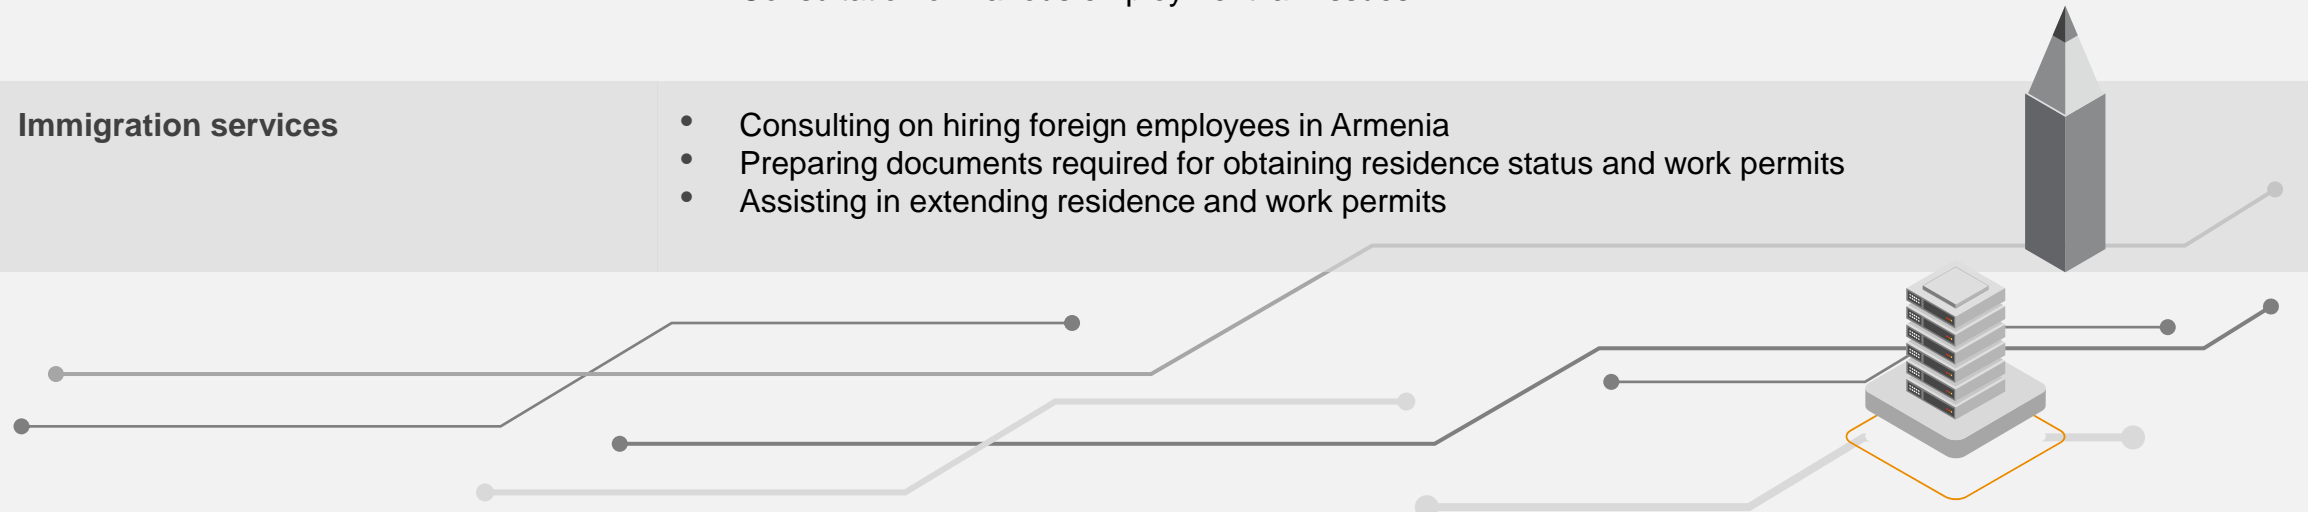 Immigration services
• Consulting on hiring foreign employees in Armenia
• Preparing documents required for obtaining residence status and work permits
• Assisting in extending residence and work permits